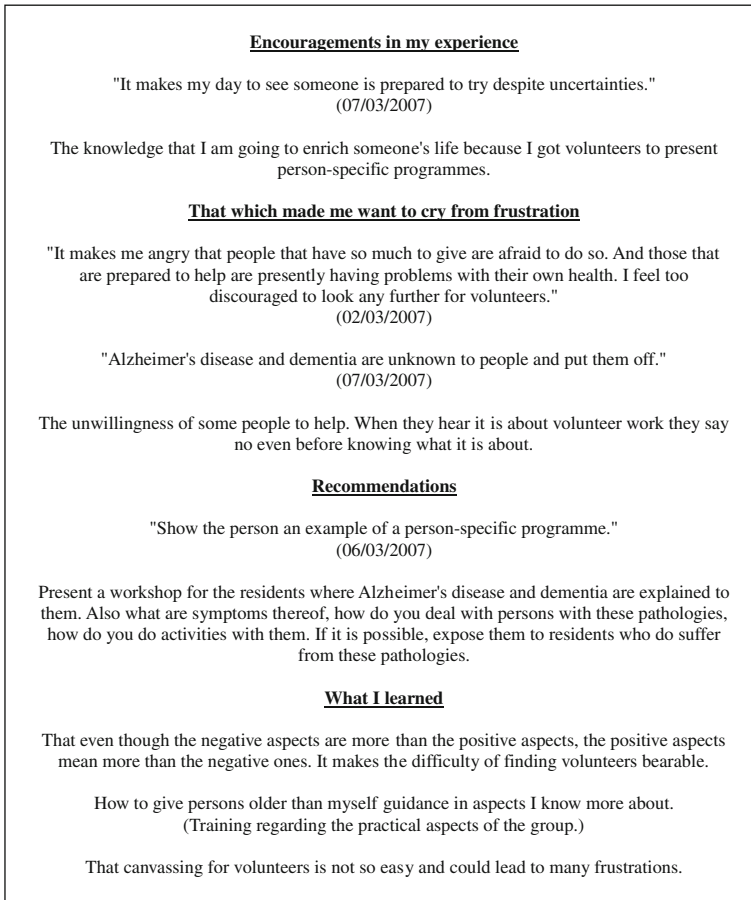 Encouragements in my experience
"It makes my day to see someone is prepared to try despite uncertainties."
(07/03/2007)
The knowledge that I am going to enrich someone's life because I got volunteers to present
person-specific programmes.
That which made me want to cry from frustration
"It makes me angry that people that have so much to give are afraid to do so. And those that
are prepared to help are presently having problems with their own health. I feel too
discouraged to look any further for volunteers."
(02/03/2007)
"Alzheimer's disease and dementia are unknown to people and put them off."
(07/03/2007)
The unwillingness of some people to help. When they hear it is about volunteer work they say
no even before knowing what it is about.
Recommendations
"Show the person an example of a person-specific programme."
(06/03/2007)
Present a workshop for the residents where Alzheimer's disease and dementia are explained to
them. Also what are symptoms thereof, how do you deal with persons with these pathologies,
how do you do activities with them. If it is possible, expose them to residents who do suffer
from these pathologies.
What I learned
That even though the negative aspects are more than the positive aspects, the positive aspects
mean more than the negative ones. It makes the difficulty of finding volunteers bearable.
How to give persons older than myself guidance in aspects I know more about.
(Training regarding the practical aspects of the group.)
That canvassing for volunteers is not so easy and could lead to many frustrations.